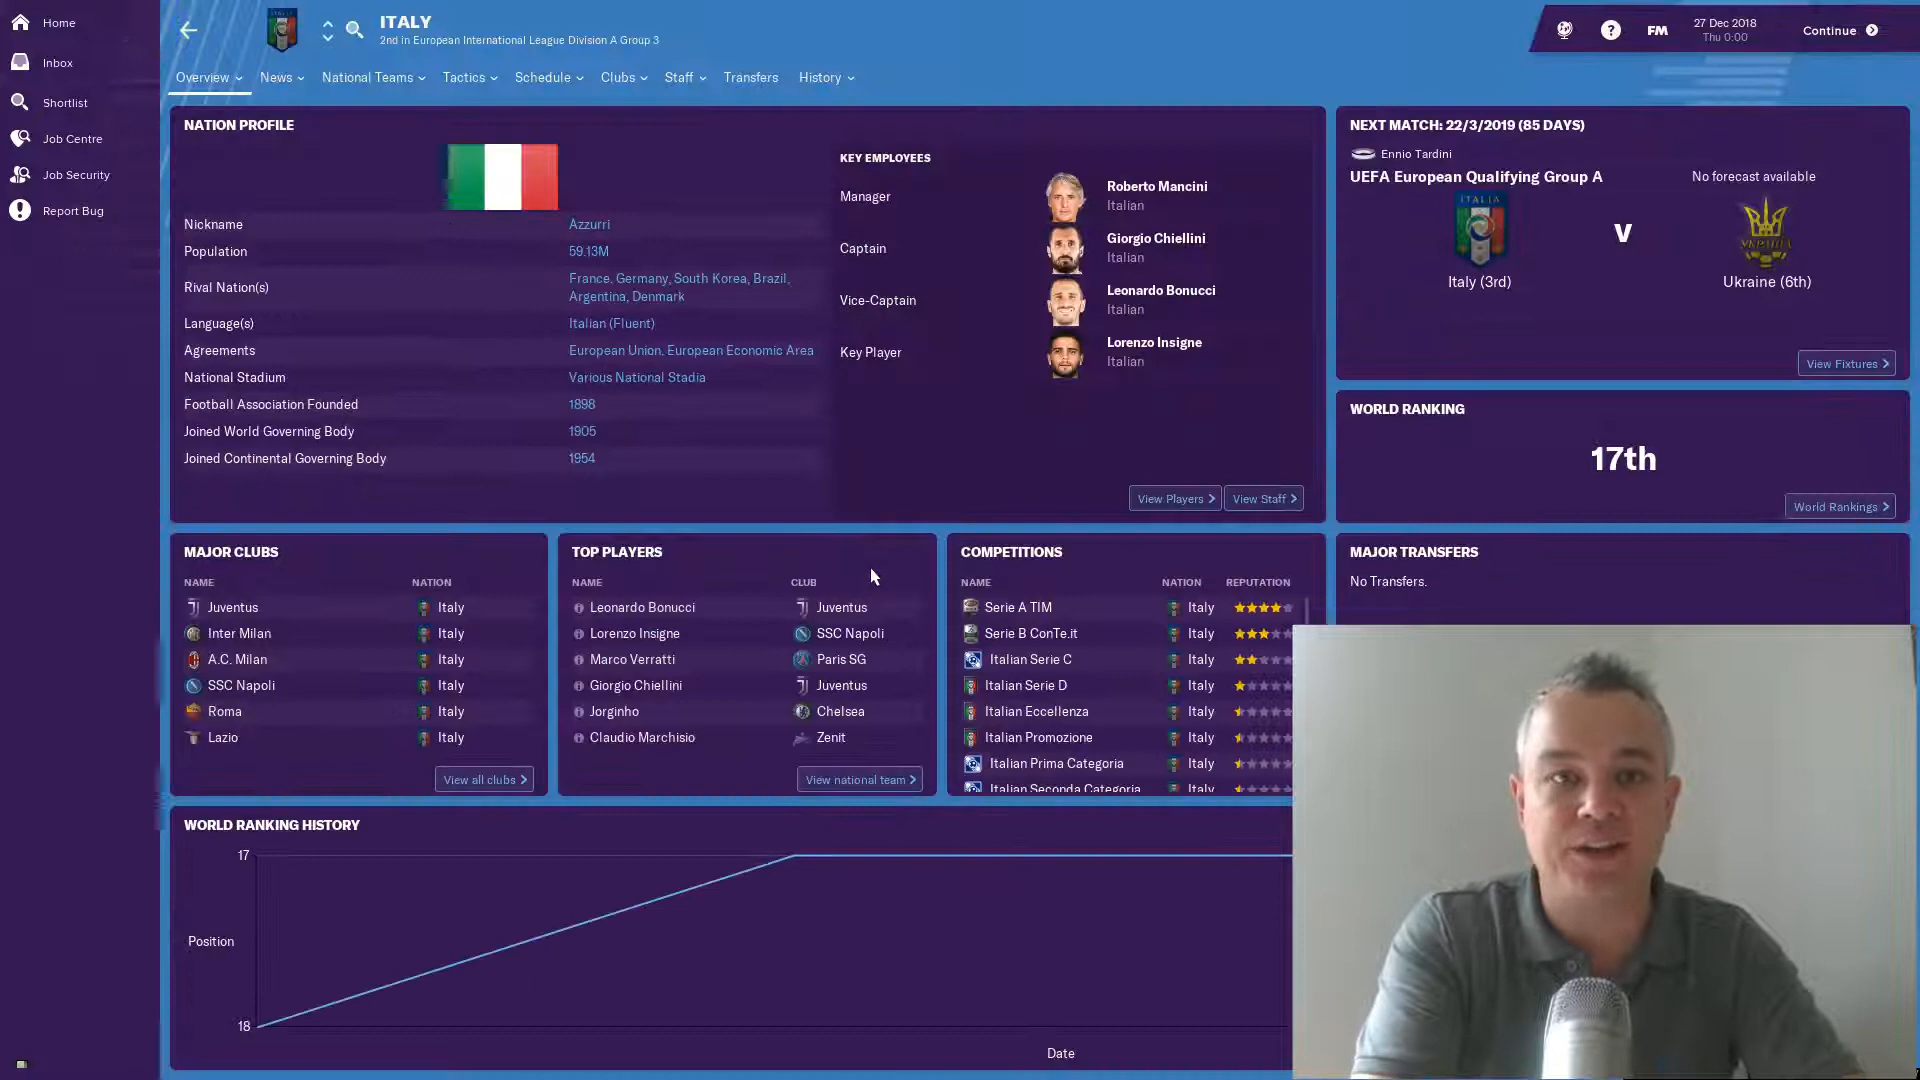 Home
Inbox
Shortlist
Job Centre
Job Security
Report Bug
ITALY
2nd in European International League Division A Group 3
FM
27 Dec 2018
Thu 0:00
Continue
Overview
News
National Teams
Tactics
Schedule
Clubs
Staff
Transfers
History
NATION PROFILE
Nickname Azzurri
Population 59.13M
Rival Nation(s) France, Germany, South Korea, Brazil,
Argentina, Denmark
Language(s) Italian (Fluent)
Agreements European Union, European Economic Area
National Stadium Various National Stadia
Football Association Founded 1898
Joined World Governing Body 1905
Joined Continental Governing Body 1954
KEY EMPLOYEES
Manager Roberto Mancini
Italian
Captain Giorgio Chiellini
Italian
Vice-Captain Leonardo Bonucci
Italian
Key Player Lorenzo Insigne
Italian
View Players
View Staff
NEXT MATCH: 22/3/2019 (85 DAYS)
Ennio Tardini
UEFA European Qualifying Group A
No forecast available
ITALIA
V
Italy (3rd)
Ukraine (6th)
View Fixtures
WORLD RANKING
17th
World Rankings
MAJOR CLUBS
NAME NATION
Juventus Italy
Inter Milan Italy
A.C. Milan Italy
SSC Napoli Italy
Roma Italy
Lazio Italy
View all clubs
TOP PLAYERS
NAME CLUB
Leonardo Bonucci Juventus
Lorenzo Insigne SSC Napoli
Marco Verratti Paris SG
Giorgio Chiellini Juventus
Jorginho Chelsea
Claudio Marchisio Zenit
View national team
COMPETITIONS
NAME NATION REPUTATION
Serie A TIM Italy
Serie B ConTe.it Italy
Italian Serie C Italy
Italian Serie D Italy
Italian Eccellenza Italy
Italian Promozione Italy
Italian Prima Categoria Italy
Italian Seconda Categoria Italy
MAJOR TRANSFERS
No Transfers.
WORLD RANKING HISTORY
17
Position
18
Date